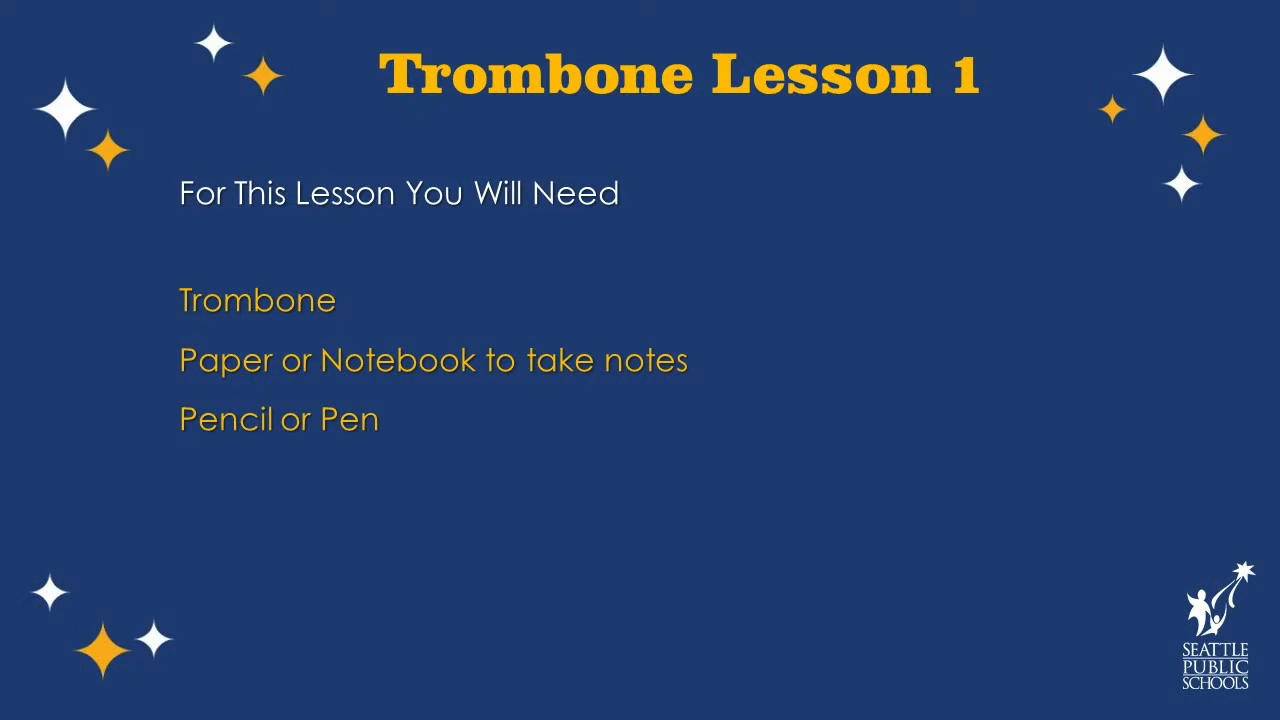 Trombone Lesson 1
For This Lesson You Will Need
Trombone
Paper or Notebook to take notes
Pencil or Pen
SEATTLE
PUBLIC
SCHOOLS